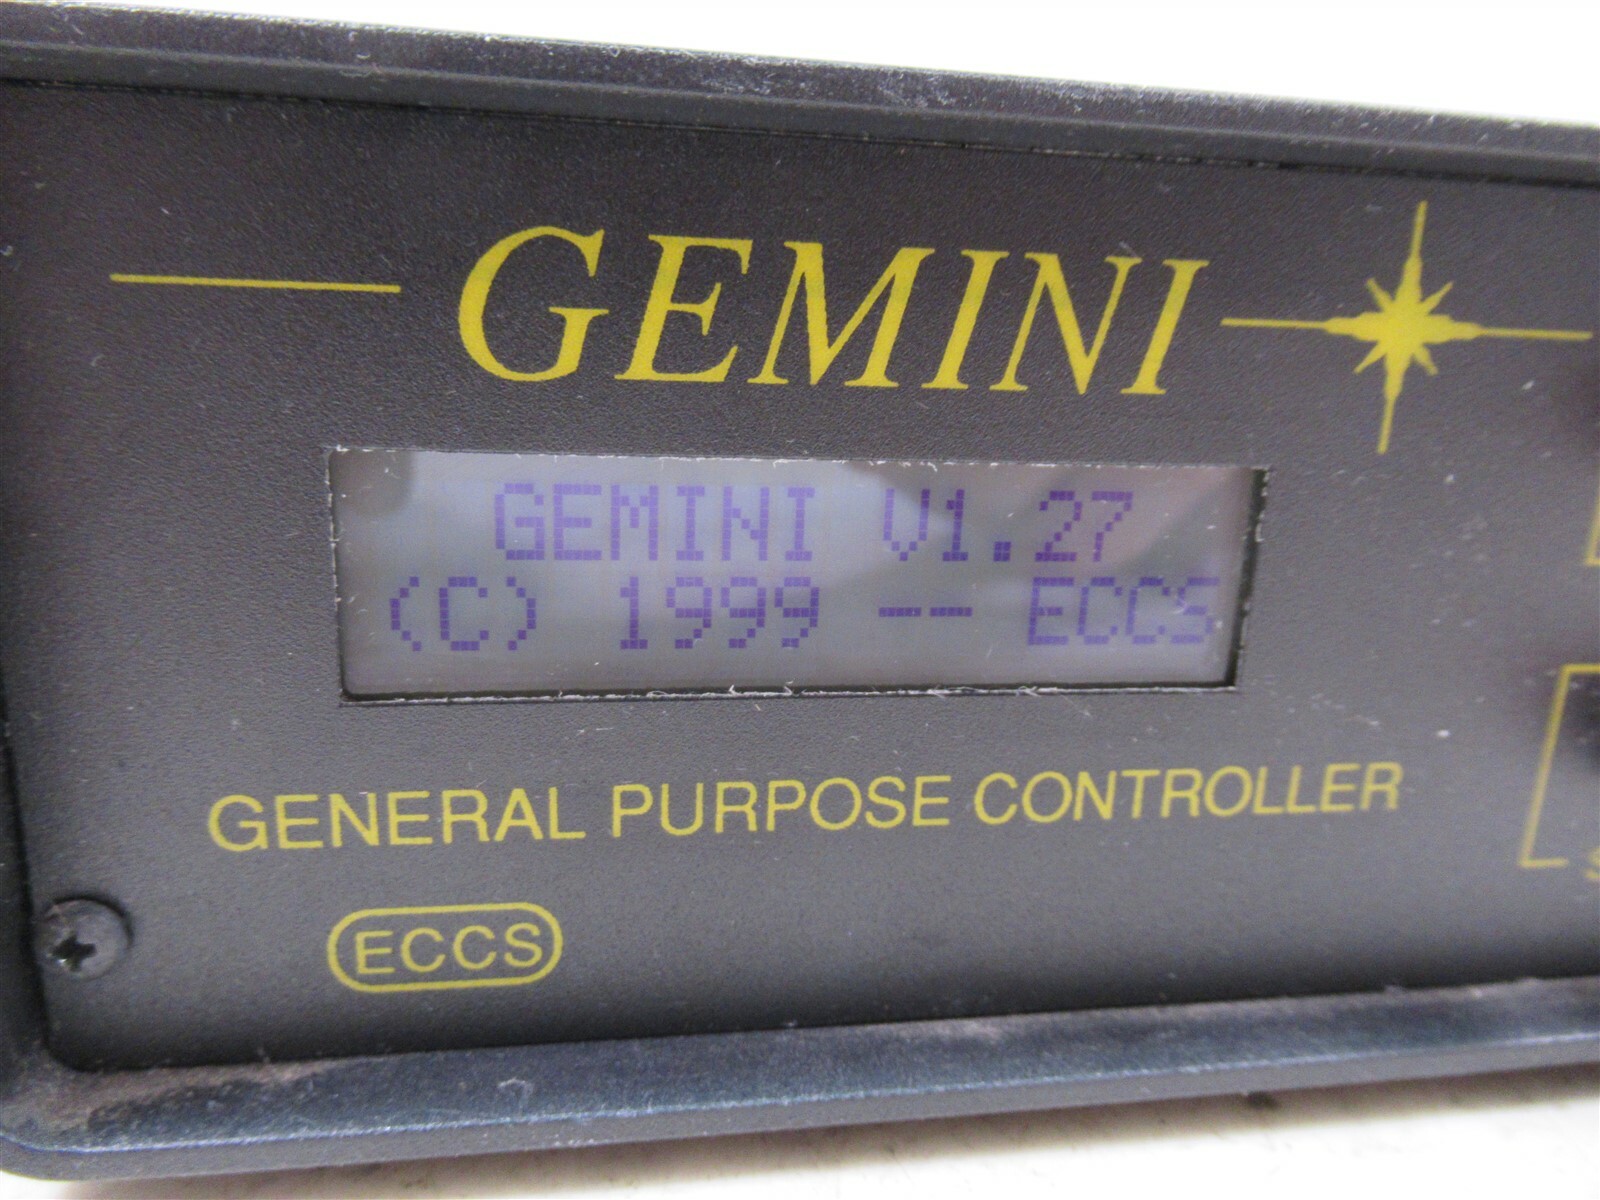 GEMINI
GEMINI V1.27
(C) 1999 -- ECCS
GENERAL PURPOSE CONTROLLER
ECCS
S